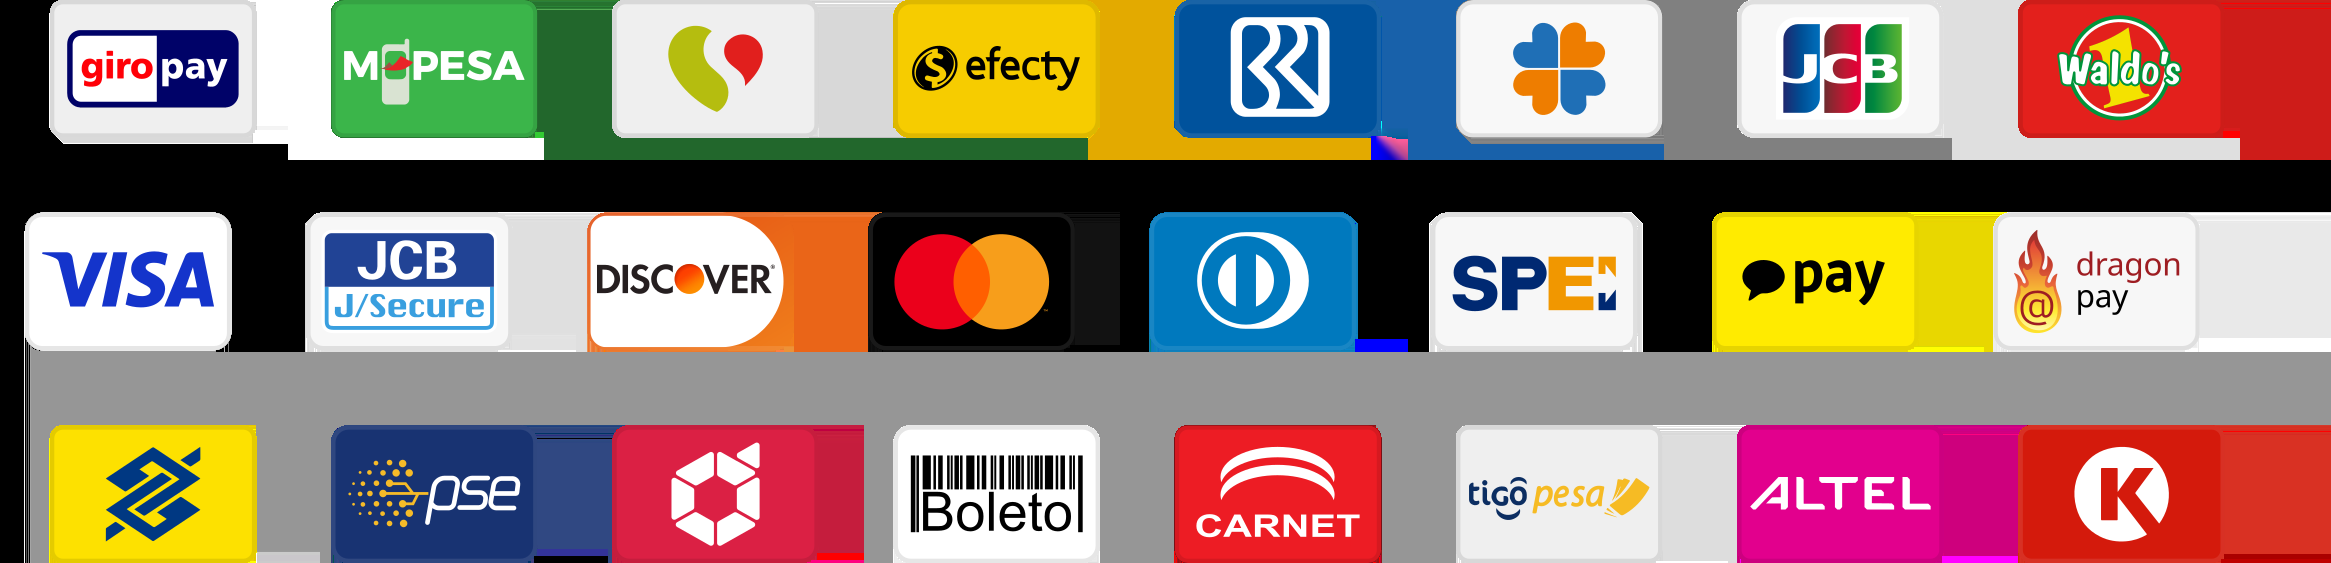 giro pay
M-PESA
$ efecty
JCB
Waldo's
1
VISA
JCB
J/Secure
DISCOVER®
SPEI
pay
@ dragon
pay
pse
Boleto
CARNET
tigo pesa
ALTEL
K